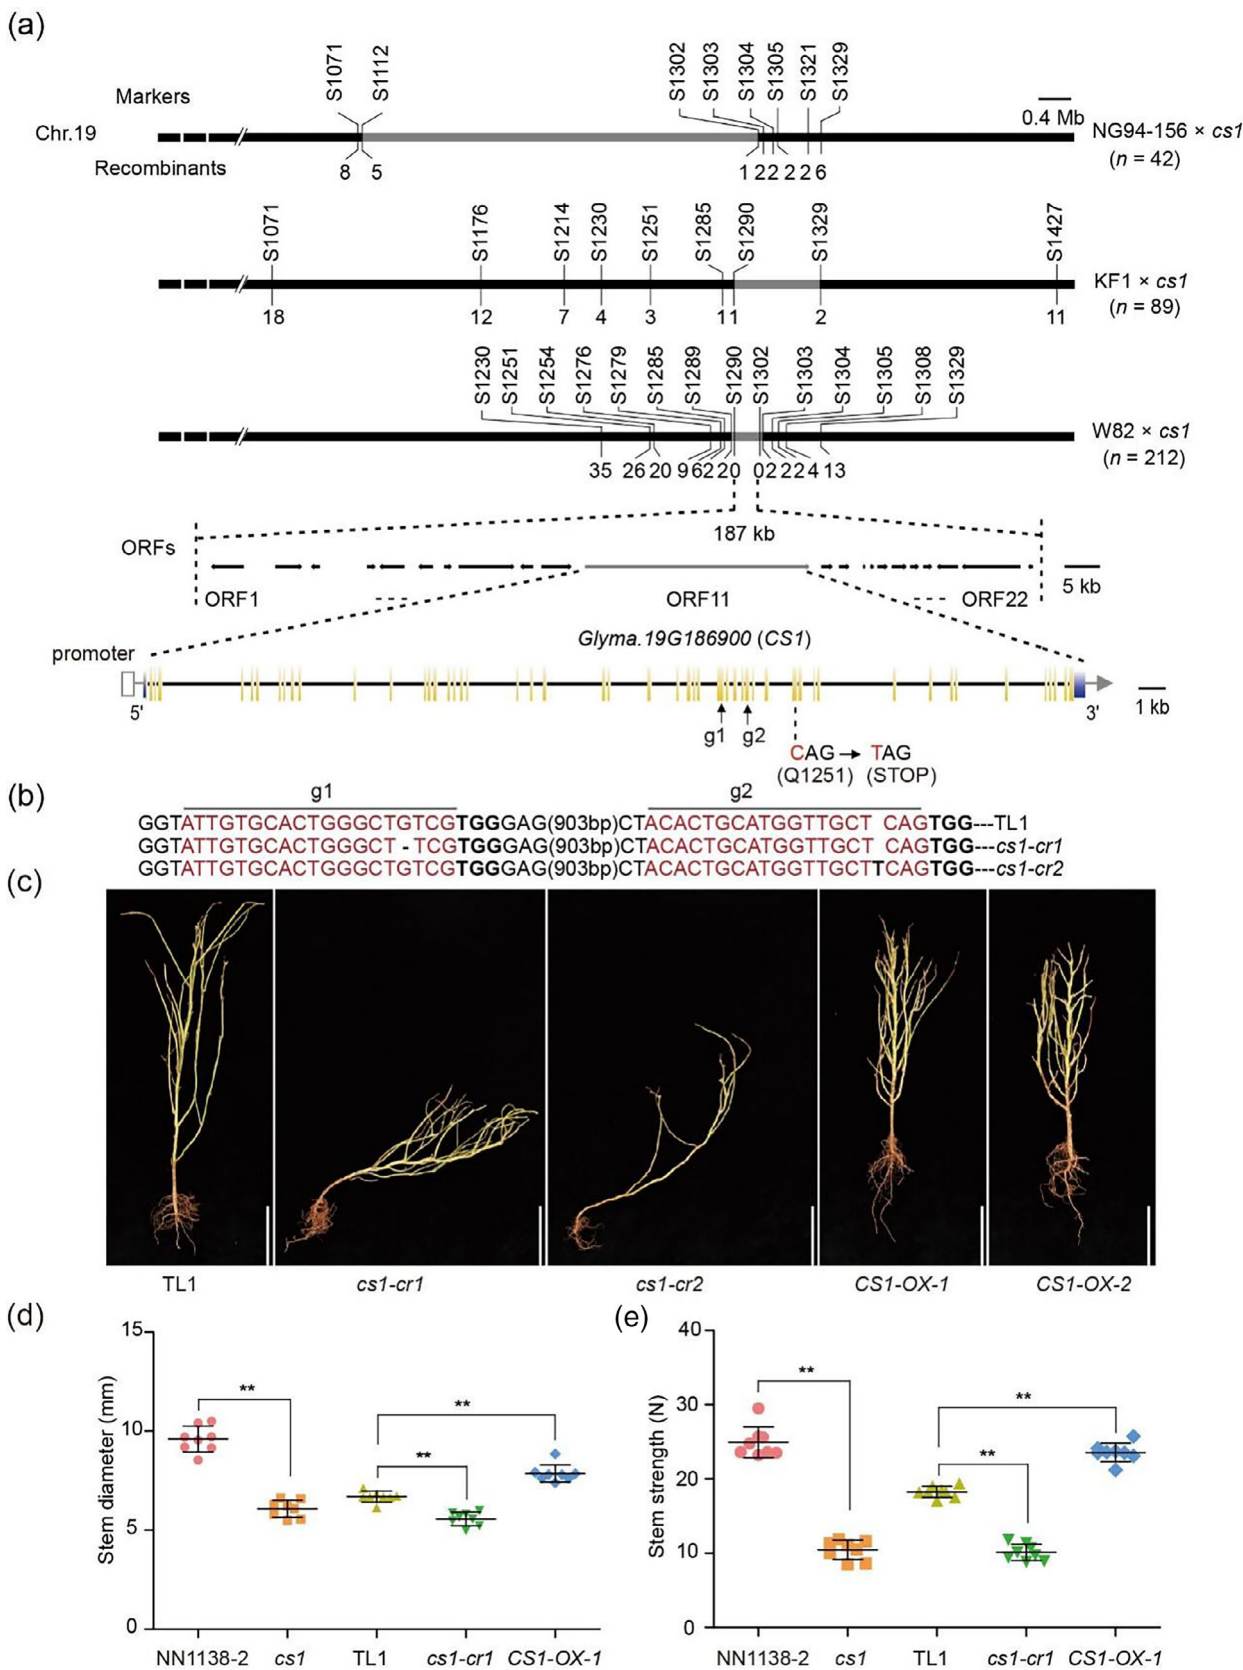 (a)
S1071 S1112 S1302 S1303 S1304 S1305 S1321 S1329
Markers
0.4 Mb
Chr.19
NG94-156 × cs1
(n = 42)
Recombinants 8 5 1 2 2 2 2 6
S1071 S1176 S1214 S1230 S1251 S1285 S1290 S1329 S1427
KF1 × cs1
(n = 89)
18 12 7 4 3 1 1 2 11
S1230 S1251 S1254 S1276 S1279 S1285 S1289 S1290 S1302 S1303 S1304 S1305 S1308 S1329
W82 × cs1
(n = 212)
35 26 20 9 6 2 2 0 0 2 2 2 4 13
187 kb
ORFs
5 kb
ORF1 ORF11 ORF22
Glyma.19G186900 (CS1)
promoter
5' 3' 1 kb
g1 g2
CAG TAG
(Q1251) (STOP)
(b)
g1 g2
GGTATTGTGCACTGGGCTGTCGTGGGAG(903bp)CTACACTGCATGGTTGCT CAGTGG---TL1
GGTATTGTGCACTGGGCT-TCGTGGGAG(903bp)CTACACTGCATGGTTGCT CAGTGG---cs1-cr1
GGTATTGTGCACTGGGCTGTCGTGGGAG(903bp)CTACACTGCATGGTTGCTTCAGTGG---cs1-cr2
(c)
TL1 cs1-cr1 cs1-cr2 CS1-OX-1 CS1-OX-2
(d)
Stem diameter (mm)
15
10
5
0
**
**
**
NN1138-2 cs1 TL1 cs1-cr1 CS1-OX-1
(e)
Stem strength (N)
40
30
20
10
0
**
**
**
NN1138-2 cs1 TL1 cs1-cr1 CS1-OX-1